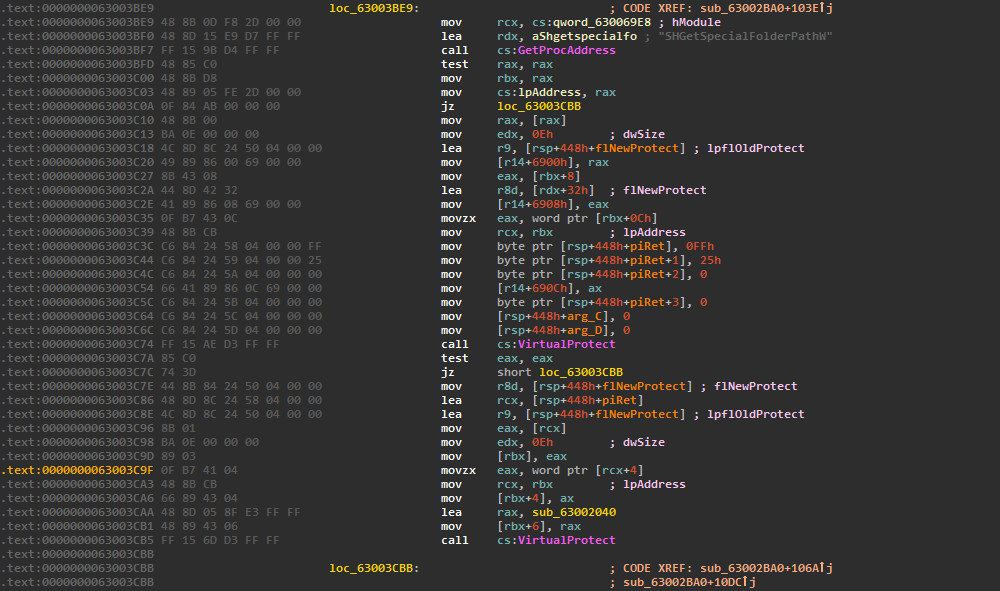 .text:0000000063003BE9 loc_63003BE9: ; CODE XREF: sub_63002BA0+103E↑j
.text:0000000063003BE9 48 8B 0D F8 2D 00 00 mov rcx, cs:qword_630069E8 ; hModule
.text:0000000063003BF0 48 8D 15 E9 D7 FF FF lea rdx, aShgetspecialfo ; "SHGetSpecialFolderPathW"
.text:0000000063003BF7 FF 15 9B D4 FF FF call cs:GetProcAddress
.text:0000000063003BFD 48 85 C0 test rax, rax
.text:0000000063003C00 48 8B D8 mov rbx, rax
.text:0000000063003C03 48 89 05 FE 2D 00 00 mov cs:lpAddress, rax
.text:0000000063003C0A 0F 84 AB 00 00 00 jz loc_63003CBB
.text:0000000063003C10 48 8B 00 mov rax, [rax]
.text:0000000063003C13 BA 0E 00 00 00 mov edx, 0Eh ; dwSize
.text:0000000063003C18 4C 8D 8C 24 50 04 00 00 lea r9, [rsp+448h+flNewProtect] ; lpflOldProtect
.text:0000000063003C20 49 89 86 00 69 00 00 mov [r14+6900h], rax
.text:0000000063003C27 8B 43 08 mov eax, [rbx+8]
.text:0000000063003C2A 44 8D 42 32 lea r8d, [rdx+32h] ; flNewProtect
.text:0000000063003C2E 41 89 86 08 69 00 00 mov [r14+6908h], eax
.text:0000000063003C35 0F B7 43 0C movzx eax, word ptr [rbx+0Ch]
.text:0000000063003C39 48 8B CB mov rcx, rbx ; lpAddress
.text:0000000063003C3C C6 84 24 58 04 00 00 FF mov byte ptr [rsp+448h+piRet], 0FFh
.text:0000000063003C44 C6 84 24 59 04 00 00 25 mov byte ptr [rsp+448h+piRet+1], 25h
.text:0000000063003C4C C6 84 24 5A 04 00 00 00 mov byte ptr [rsp+448h+piRet+2], 0
.text:0000000063003C54 66 41 89 86 0C 69 00 00 mov [r14+690Ch], ax
.text:0000000063003C5C C6 84 24 5B 04 00 00 00 mov byte ptr [rsp+448h+piRet+3], 0
.text:0000000063003C64 C6 84 24 5C 04 00 00 00 mov [rsp+448h+arg_C], 0
.text:0000000063003C6C C6 84 24 5D 04 00 00 00 mov [rsp+448h+arg_D], 0
.text:0000000063003C74 FF 15 AE D3 FF FF call cs:VirtualProtect
.text:0000000063003C7A 85 C0 test eax, eax
.text:0000000063003C7C 74 3D jz short loc_63003CBB
.text:0000000063003C7E 44 8B 84 24 50 04 00 00 mov r8d, [rsp+448h+flNewProtect] ; flNewProtect
.text:0000000063003C86 48 8D 8C 24 58 04 00 00 lea rcx, [rsp+448h+piRet]
.text:0000000063003C8E 4C 8D 8C 24 50 04 00 00 lea r9, [rsp+448h+flNewProtect] ; lpflOldProtect
.text:0000000063003C96 8B 01 mov eax, [rcx]
.text:0000000063003C98 BA 0E 00 00 00 mov edx, 0Eh ; dwSize
.text:0000000063003C9D 89 03 mov [rbx], eax
.text:0000000063003C9F 0F B7 41 04 movzx eax, word ptr [rcx+4]
.text:0000000063003CA3 48 8B CB mov rcx, rbx ; lpAddress
.text:0000000063003CA6 66 89 43 04 mov [rbx+4], ax
.text:0000000063003CAA 48 8D 05 8F E3 FF FF lea rax, sub_63002040
.text:0000000063003CB1 48 89 43 06 mov [rbx+6], rax
.text:0000000063003CB5 FF 15 6D D3 FF FF call cs:VirtualProtect
.text:0000000063003CBB
.text:0000000063003CBB loc_63003CBB: ; CODE XREF: sub_63002BA0+106A↑j
.text:0000000063003CBB ; sub_63002BA0+10DC↑j